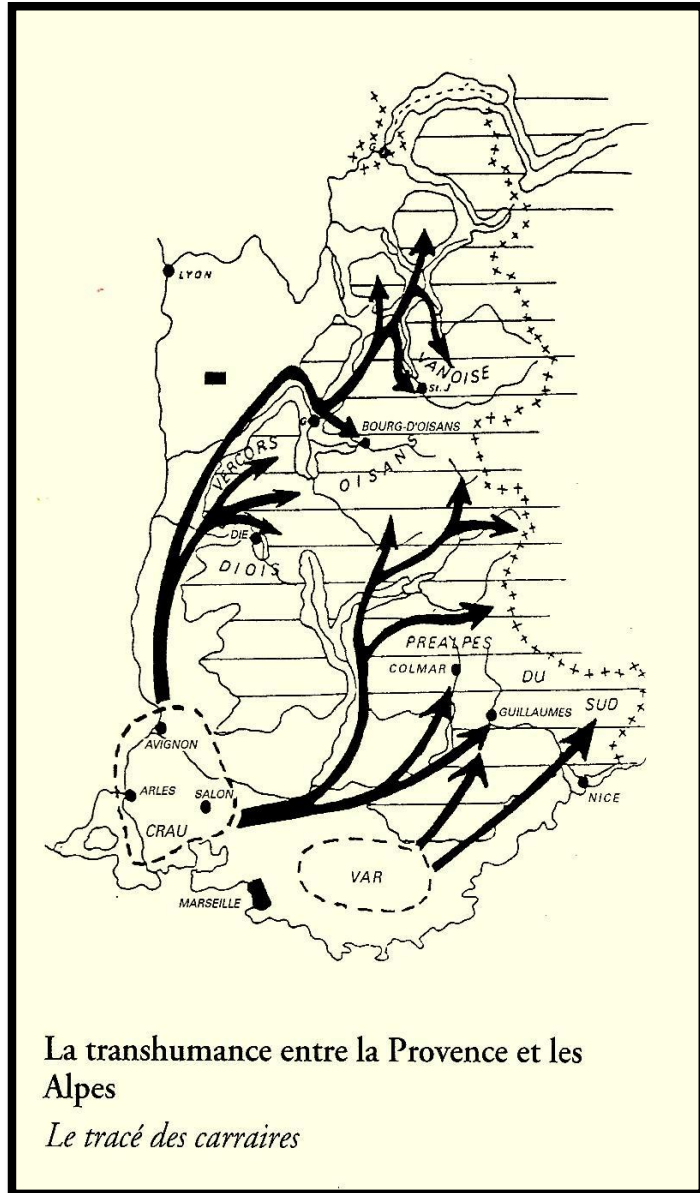 G
LYON
VANOISE
St. J
BOURG-D'OISANS
G
VERCORS
OISANS
DIE
DIOIS
PREALPES
COLMAR
DU
SUD
GUILLAUMES
AVIGNON
ARLES
SALON
NICE
CRAU
VAR
MARSEILLE
La transhumance entre la Provence et les
Alpes
Le tracé des carraires